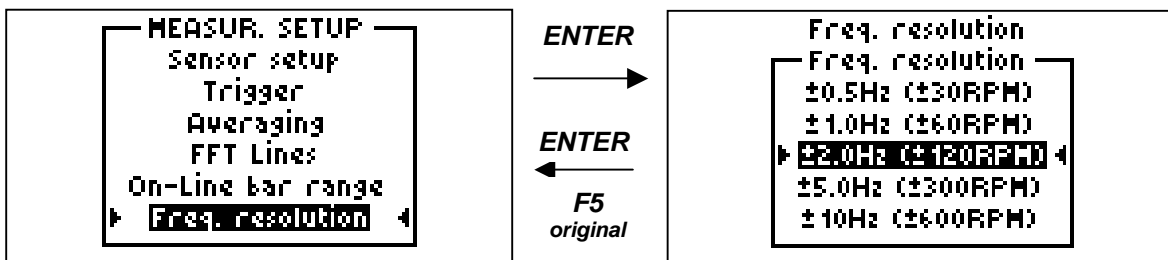 MEASUR. SETUP
Sensor setup
Trigger
Averaging
FFT Lines
On-Line bar range
Freq. resolution
ENTER
ENTER
F5
original
Freq. resolution
Freq. resolution
±0.5Hz (±30RPM)
±1.0Hz (±60RPM)
±2.0Hz (±120RPM)
±5.0Hz (±300RPM)
±10Hz (±600RPM)